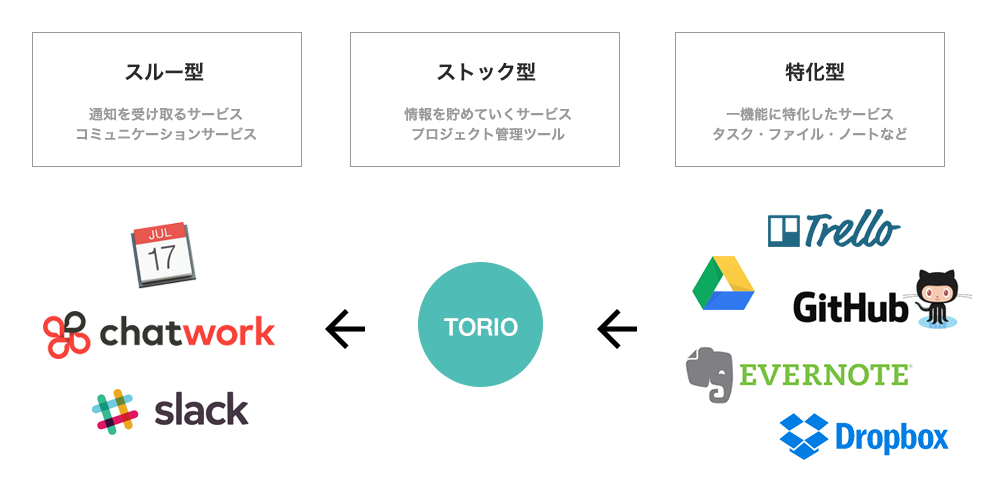 スルー型
通知を受け取るサービス
コミュニケーションサービス
ストック型
情報を貯めていくサービス
プロジェクト管理ツール
特化型
一機能に特化したサービス
タスク・ファイル・ノートなど
JUL
17
chatwork
slack
TORIO
Trello
GitHub
EVERNOTE
Dropbox